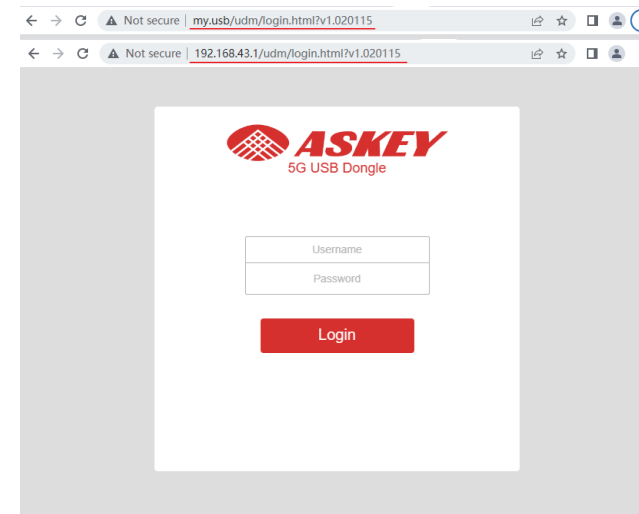 Not secure | my.usb/udm/login.html?v1.020115
Not secure | 192.168.43.1/udm/login.html?v1.020115
ASKEY
5G USB Dongle
Username
Password
Login